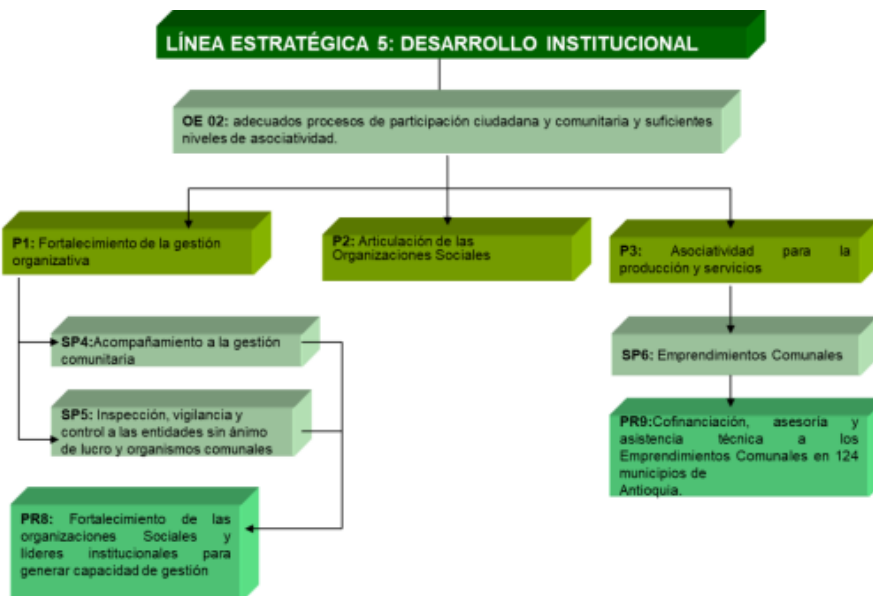 LÍNEA ESTRATÉGICA 5: DESARROLLO INSTITUCIONAL
OE 02: adecuados procesos de participación ciudadana y comunitaria y suficientes
niveles de asociatividad.
P1: Fortalecimiento de la gestión
organizativa
P2: Articulación de las
Organizaciones Sociales
P3: Asociatividad para la
producción y servicios
SP4:Acompañamiento a la gestión
comunitaria
SP5: Inspección, vigilancia y
control a las entidades sin ánimo
de lucro y organismos comunales
PR8: Fortalecimiento de las
organizaciones Sociales y
líderes institucionales para
generar capacidad de gestión
SP6: Emprendimientos Comunales
PR9:Cofinanciación, asesoría y
asistencia técnica a los
Emprendimientos Comunales en 124
municipios de
Antioquia.